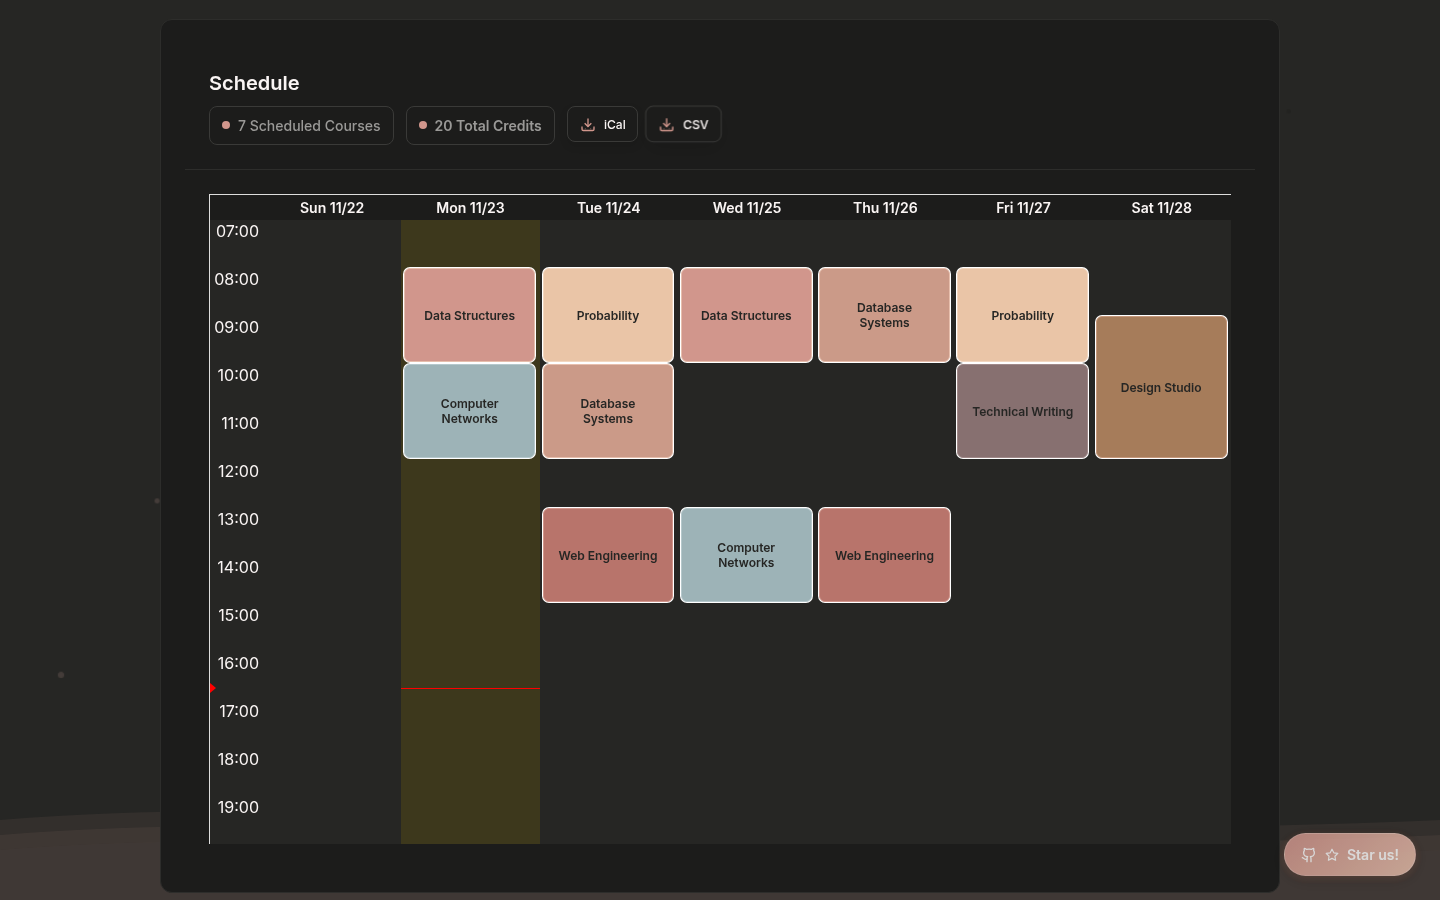 Schedule
7 Scheduled Courses
20 Total Credits
iCal
CSV
Sun 11/22
Mon 11/23
Tue 11/24
Wed 11/25
Thu 11/26
Fri 11/27
Sat 11/28
07:00
08:00
09:00
10:00
11:00
12:00
13:00
14:00
15:00
16:00
17:00
18:00
19:00
Data Structures
Computer
Networks
Probability
Database
Systems
Web Engineering
Data Structures
Computer
Networks
Database
Systems
Web Engineering
Probability
Technical Writing
Design Studio
Star us!